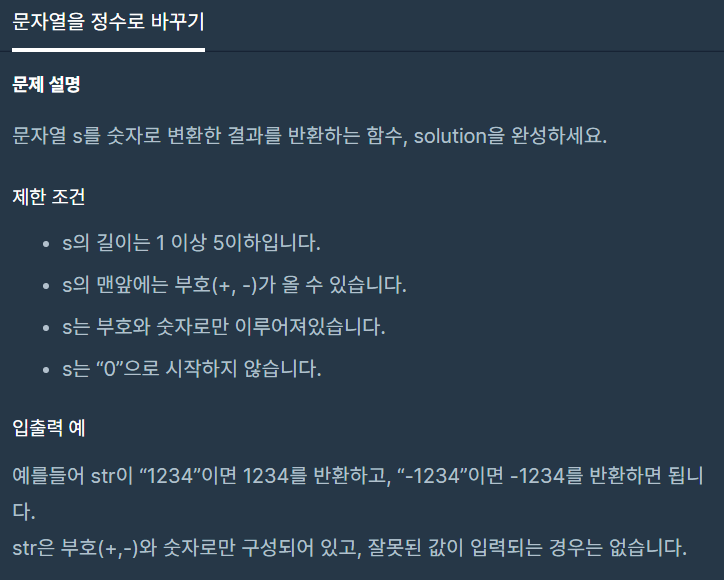 문자열을 정수로 바꾸기
문제 설명
문자열 s를 숫자로 변환한 결과를 반환하는 함수, solution을 완성하세요.
제한 조건
• s의 길이는 1 이상 5이하입니다.
• s의 맨앞에는 부호(+, -)가 올 수 있습니다.
• s는 부호와 숫자로만 이루어져있습니다.
• s는 “0”으로 시작하지 않습니다.
입출력 예
예를들어 str이 “1234”이면 1234를 반환하고, “-1234”이면 -1234를 반환하면 됩니
다.
str은 부호(+,-)와 숫자로만 구성되어 있고, 잘못된 값이 입력되는 경우는 없습니다.